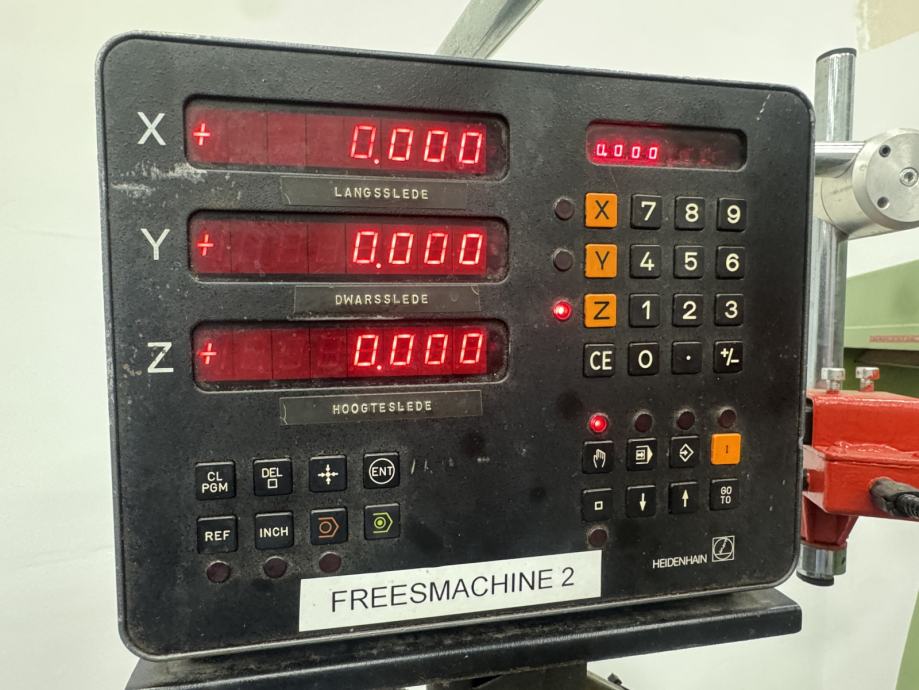 X + 0.000
LANGSSLEDE
Y + 0.000
DWARSSLEDE
Z + 0.000
HOOGTESLEDE
0.000
X 7 8 9
Y 4 5 6
Z 1 2 3
CE 0 · +/-
CL PGM
DEL
ENT
REF
INCH
1
GO TO
HEIDENHAIN
FREESMACHINE 2